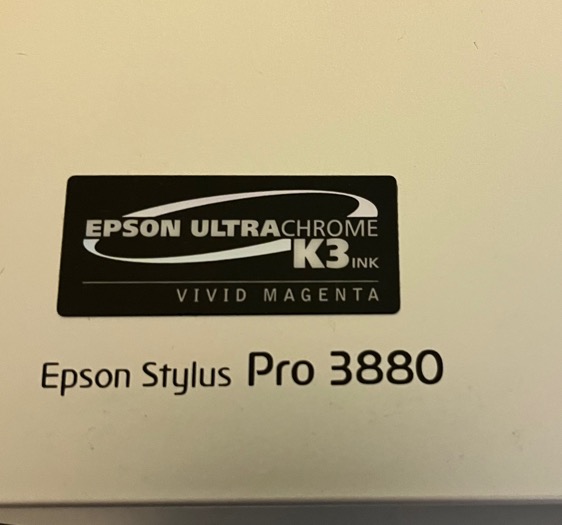 EPSON ULTRACHROME
K3 INK
VIVID MAGENTA
Epson Stylus Pro 3880